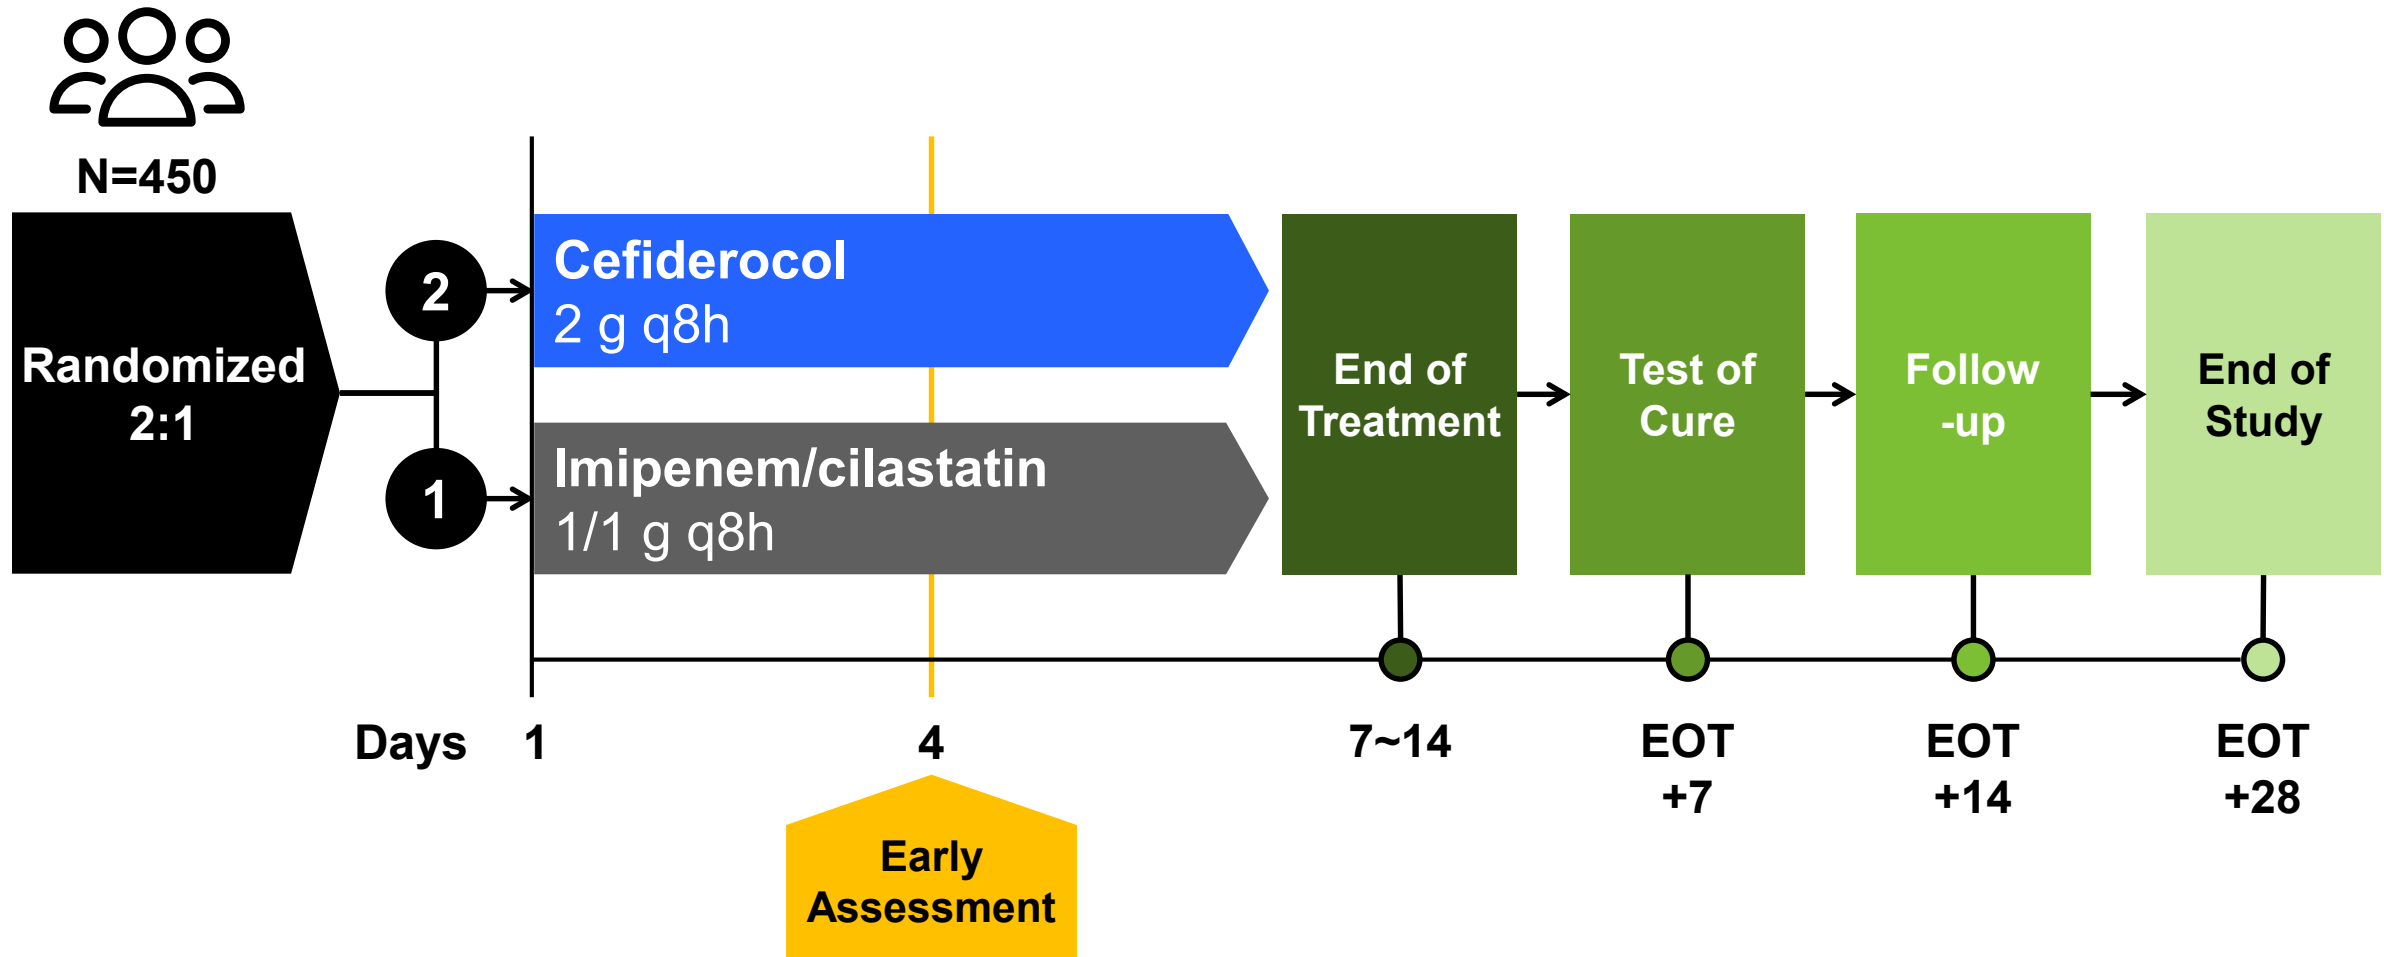 N=450
Randomized
2:1
2
1
Cefiderocol
2 g q8h
Imipenem/cilastatin
1/1 g q8h
End of
Treatment
Test of
Cure
Follow
-up
End of
Study
Days
1
4
7~14
EOT
+7
EOT
+14
EOT
+28
Early
Assessment